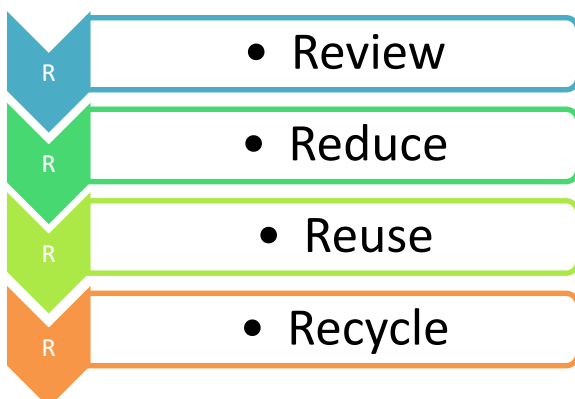 R
• Review
R
• Reduce
R
• Reuse
R
• Recycle